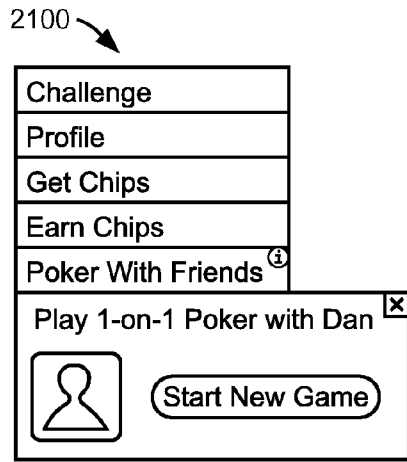 2100
Challenge
Profile
Get Chips
Earn Chips
Poker With Friends i
Play 1-on-1 Poker with Dan X
Start New Game